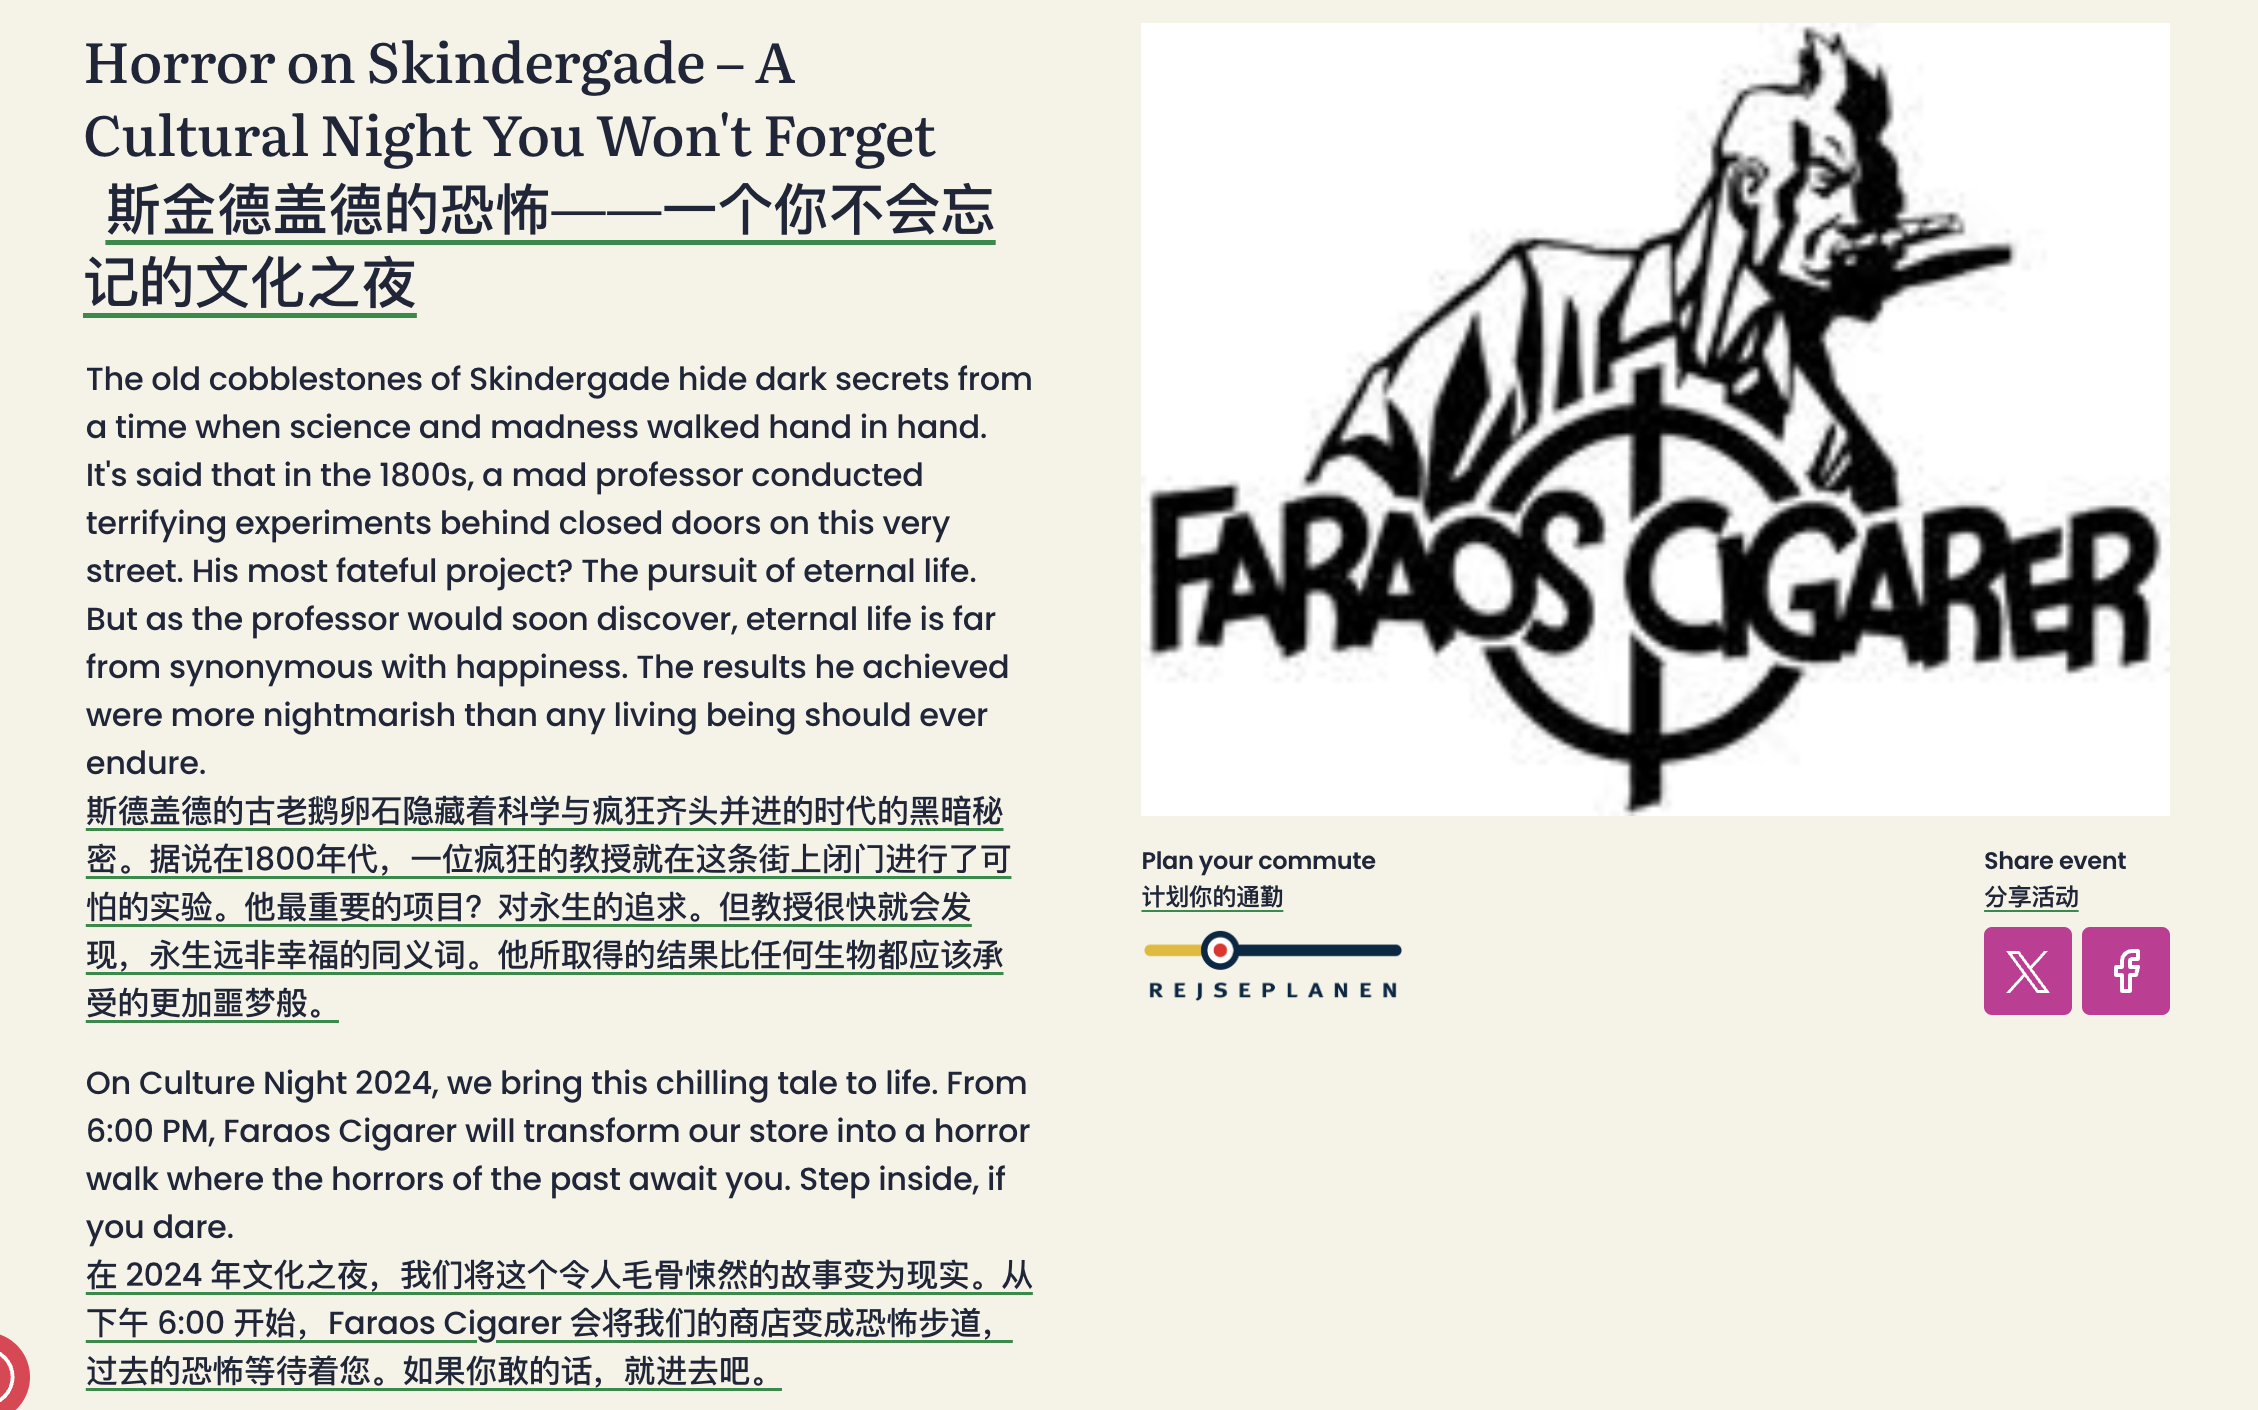 Horror on Skindergade – A
Cultural Night You Won't Forget
斯金德盖德的恐怖——一个你不会忘
记的文化之夜
The old cobblestones of Skindergade hide dark secrets from
a time when science and madness walked hand in hand.
It's said that in the 1800s, a mad professor conducted
terrifying experiments behind closed doors on this very
street. His most fateful project? The pursuit of eternal life.
But as the professor would soon discover, eternal life is far
from synonymous with happiness. The results he achieved
were more nightmarish than any living being should ever
endure.
斯德盖德的古老鹅卵石隐藏着科学与疯狂齐头并进的时代的黑暗秘
密。据说在1800年代，一位疯狂的教授就在这条街上闭门进行了可
怕的实验。他最重要的项目？对永生的追求。但教授很快就会发
现，永生远非幸福的同义词。他所取得的结果比任何生物都应该承
受的更加噩梦般。
On Culture Night 2024, we bring this chilling tale to life. From
6:00 PM, Faraos Cigarer will transform our store into a horror
walk where the horrors of the past await you. Step inside, if
you dare.
在 2024 年文化之夜，我们将这个令人毛骨悚然的故事变为现实。从
下午 6:00 开始，Faraos Cigarer 会将我们的商店变成恐怖步道，
过去的恐怖等待着您。如果你敢的话，就进去吧。
FARAOS CIGARER
Plan your commute
计划你的通勤
REJSEPLANEN
Share event
分享活动